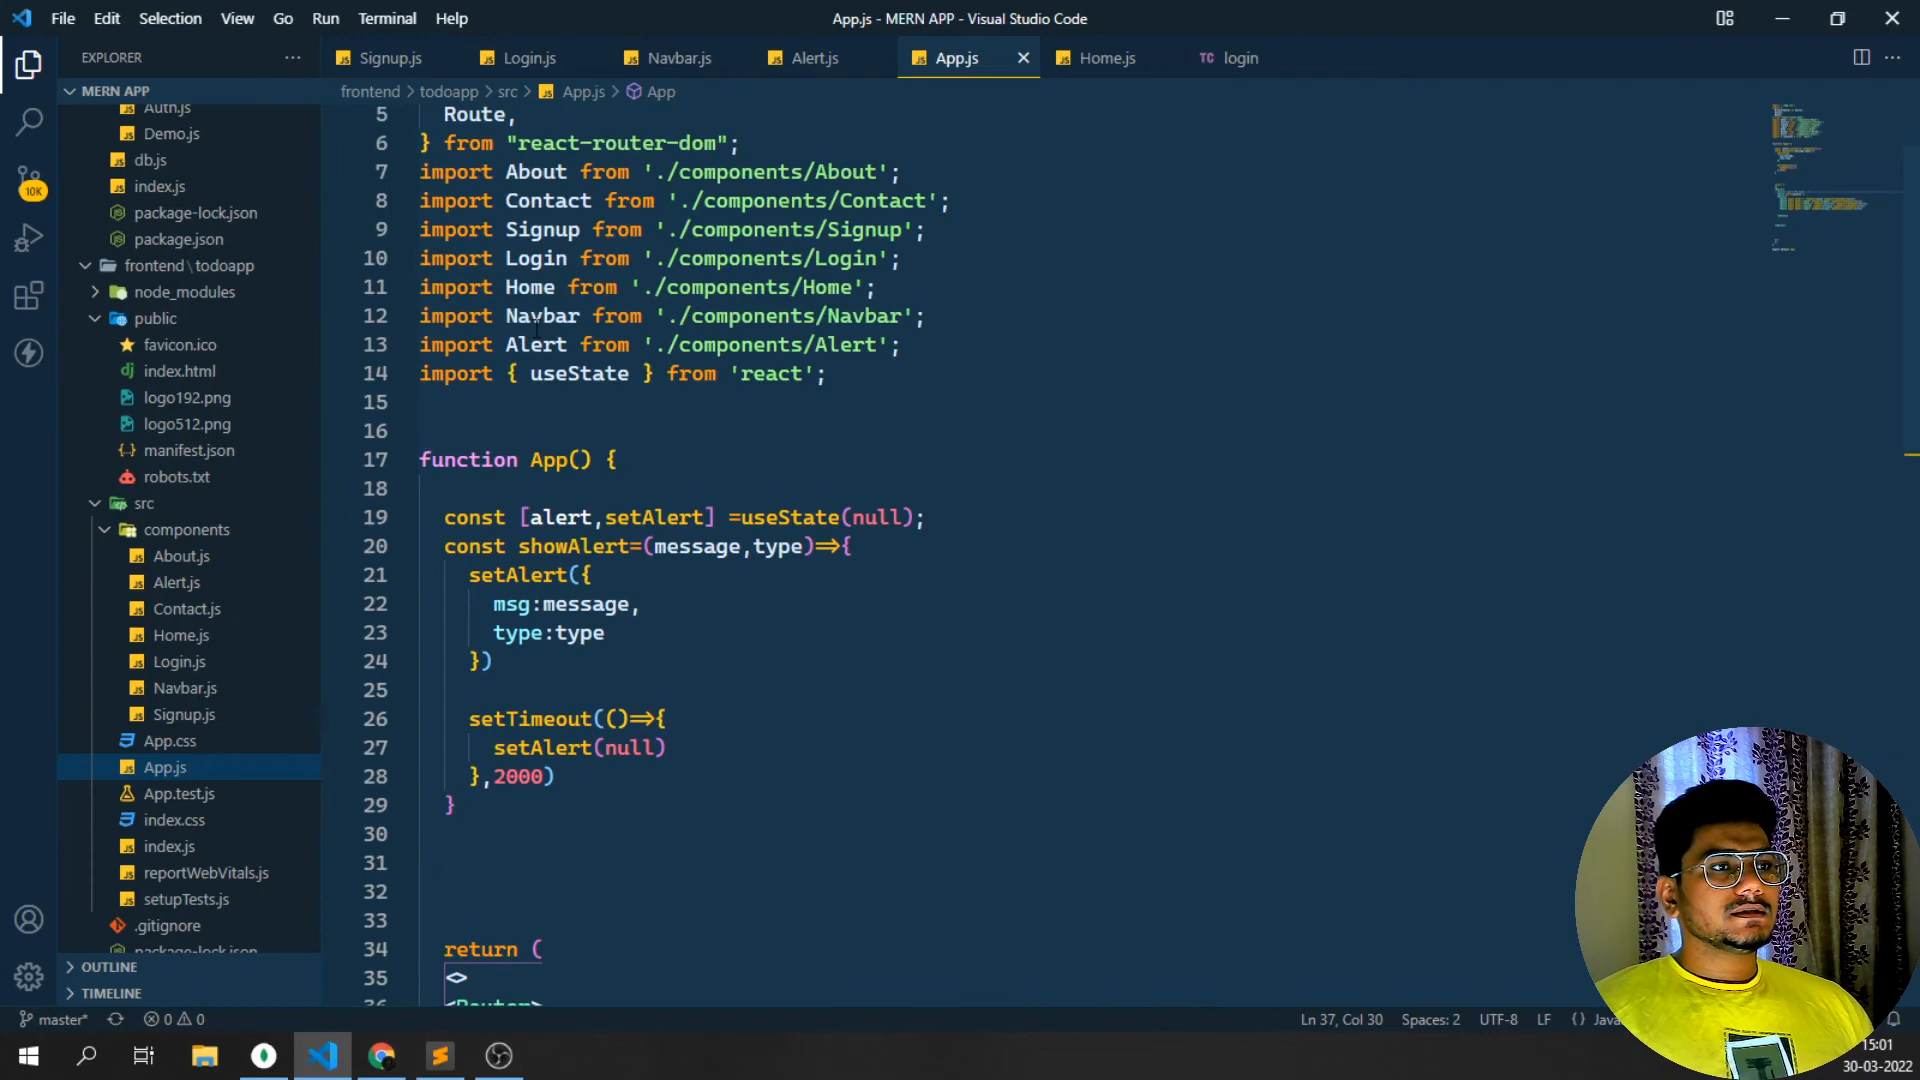 File Edit Selection View Go Run Terminal Help
App.js - MERN APP - Visual Studio Code
EXPLORER
Signup.js Login.js Navbar.js Alert.js App.js Home.js TC login
MERN APP
frontend > todoapp > src > App.js > App
Auth.js
Demo.js
db.js
index.js
package-lock.json
package.json
frontend \ todoapp
node_modules
public
favicon.ico
index.html
logo192.png
logo512.png
manifest.json
robots.txt
src
components
About.js
Alert.js
Contact.js
Home.js
Login.js
Navbar.js
Signup.js
App.css
App.js
App.test.js
index.css
index.js
reportWebVitals.js
setupTests.js
.gitignore
package-lock.json
OUTLINE
TIMELINE
10K
5 Route,
6 } from "react-router-dom";
7 import About from './components/About';
8 import Contact from './components/Contact';
9 import Signup from './components/Signup';
10 import Login from './components/Login';
11 import Home from './components/Home';
12 import Navbar from './components/Navbar';
13 import Alert from './components/Alert';
14 import { useState } from 'react';
15
16
17 function App() {
18
19 const [alert,setAlert] =useState(null);
20 const showAlert=(message,type)=>{
21 setAlert({
22 msg:message,
23 type:type
24 })
25
26 setTimeout(()=>{
27 setAlert(null)
28 },2000)
29 }
30
31
32
33
34 return (
35 <>
36 <Router>
master* 0 0 Ln 37, Col 30 Spaces: 2 UTF-8 LF {}
15:01
30-03-2022